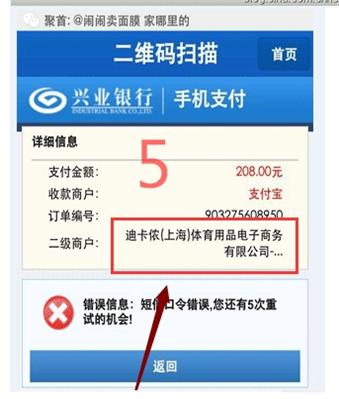 聚首:@闹闹卖面膜 家哪里的
二维码扫描
首页
兴业银行
INDUSTRIAL BANK CO.,LTD.
手机支付
详细信息
5
支付金额: 208.00元
收款商户: 支付宝
订单编号: 903275608950
二级商户: 迪卡侬(上海)体育用品电子商务
有限公司-...
错误信息: 短信口令错误,您还有5次重
试的机会!
返回